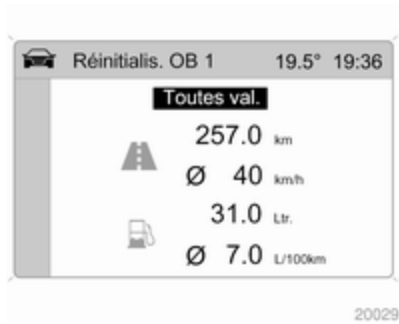 Réinitialis. OB 1 19.5° 19:36
Toutes val.
257.0 km
Ø 40 km/h
31.0 Ltr.
Ø 7.0 L/100km
20029